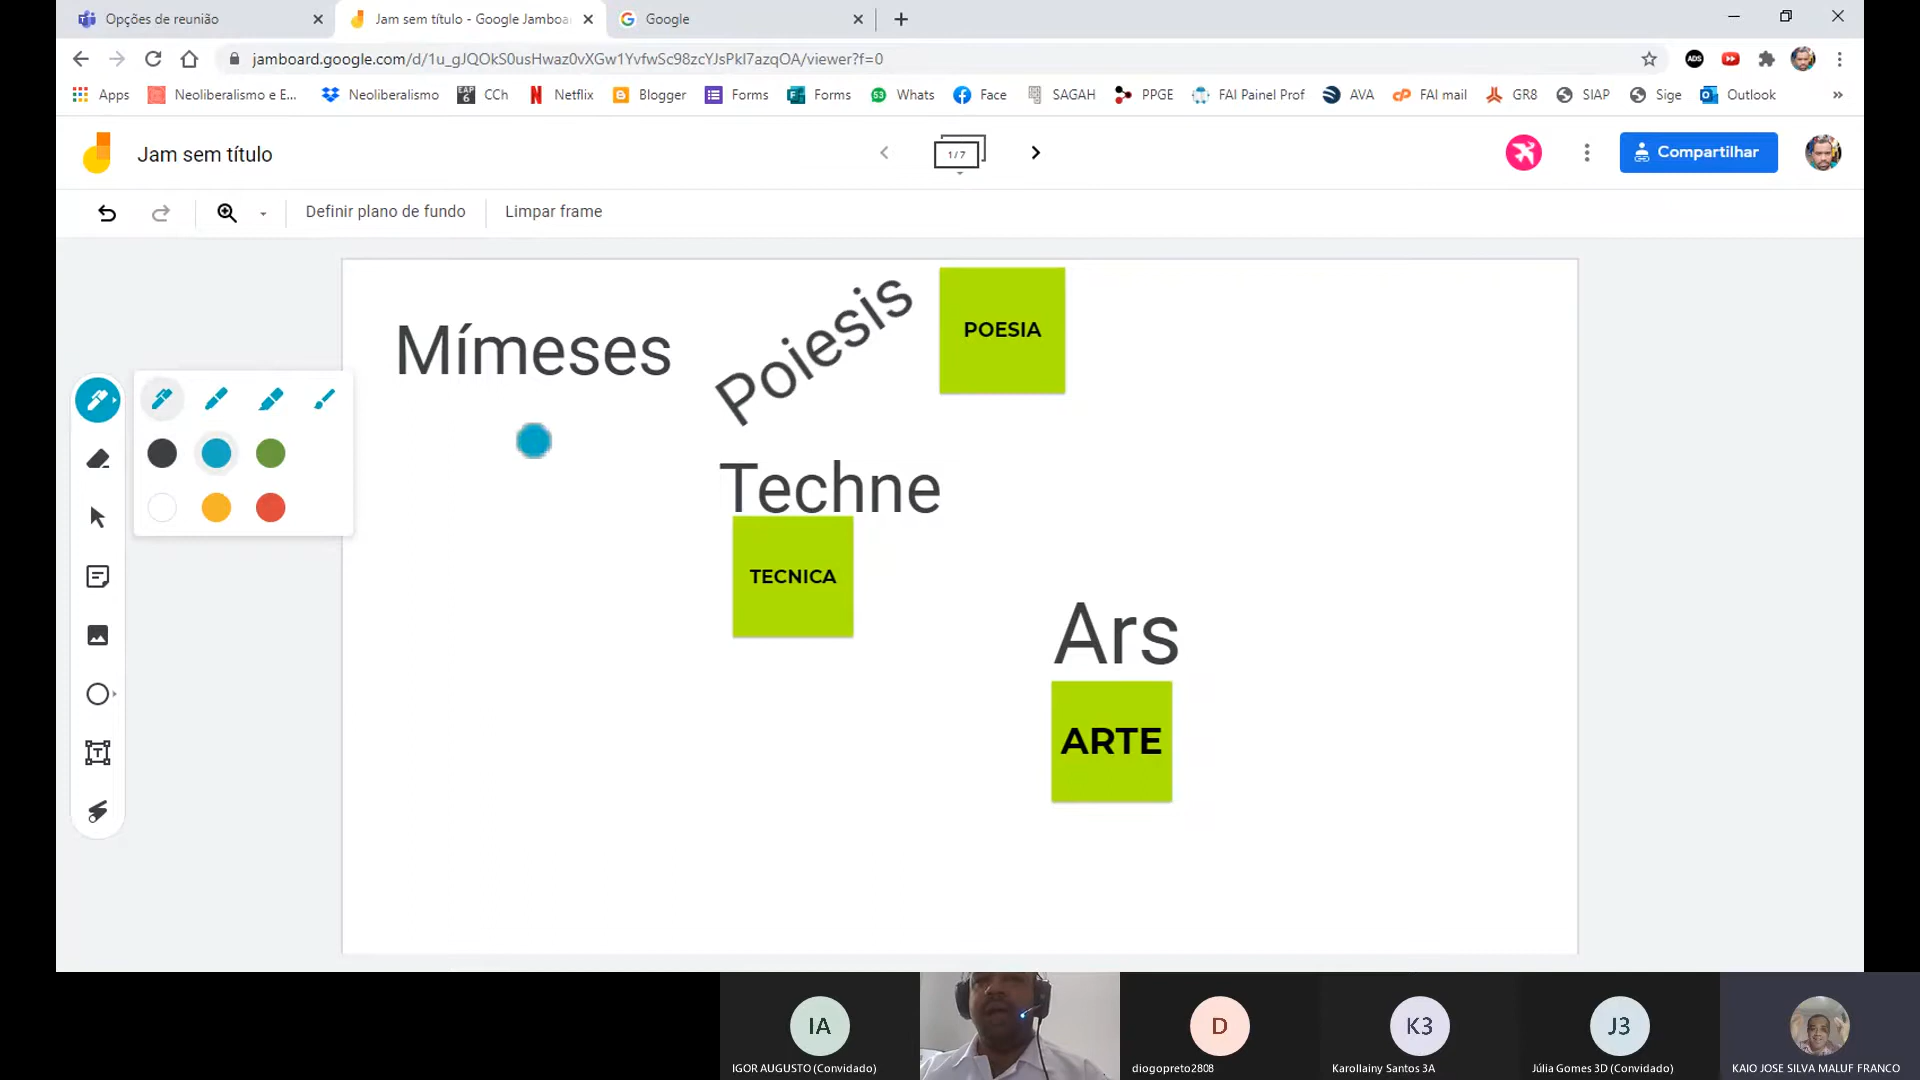 Opções de reunião
Jam sem título - Google Jamboa
Google
jamboard.google.com/d/1u_gJQOkS0usHwaz0vXGw1YvfwSc98zcYJsPkI7azqOA/viewer?f=0
ADS
Apps
Neoliberalismo e E...
Neoliberalismo
CCh
Netflix
Blogger
Forms
Forms
Whats
Face
SAGAH
PPGE
FAI Painel Prof
AVA
FAI mail
GR8
SIAP
Sige
Outlook
Jam sem título
1/7
Compartilhar
Definir plano de fundo
Limpar frame
Mímeses
Poiesis
POESIA
Techne
TECNICA
Ars
ARTE
IA
D
K3
J3
IGOR AUGUSTO (Convidado)
diogopreto2808
Karollainy Santos 3A
Júlia Gomes 3D (Convidado)
KAIO JOSE SILVA MALUF FRANCO